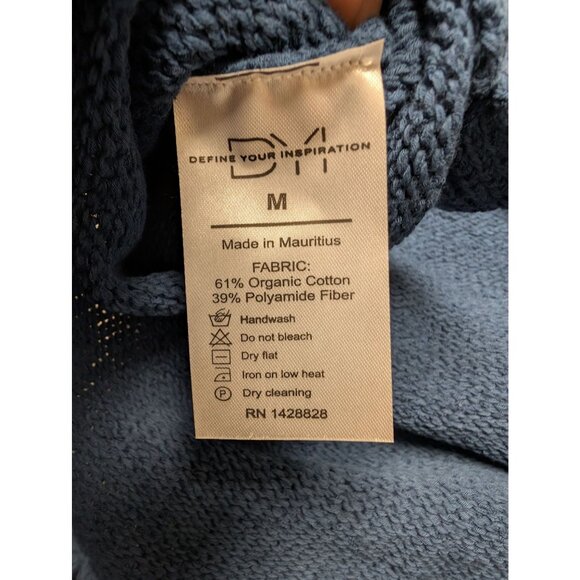 DYI
DEFINE YOUR INSPIRATION
M
Made in Mauritius
FABRIC:
61% Organic Cotton
39% Polyamide Fiber
Handwash
Do not bleach
Dry flat
Iron on low heat
P Dry cleaning
RN 1428828